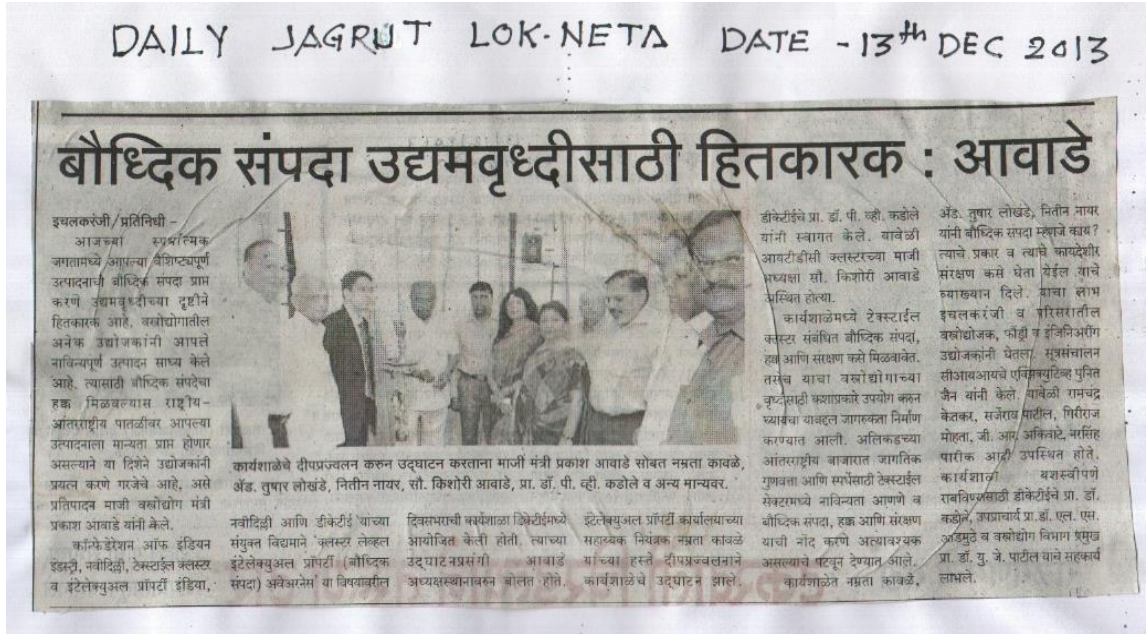 DAILY JAGRUT LOK-NETA DATE - 13th DEC 2013
बौध्दिक संपदा उद्यमवृध्दीसाठी हितकारक : आवाडे
इचलकरंजी/प्रतिनिधी -
आजच्या स्पर्धात्मक
जगतामध्ये आपल्या वैशिष्ट्यपूर्ण
उत्पादनाची बौध्दिक संपदा प्राप्त
करणे उद्यमवृध्दीच्या दृष्टीने
हितकारक आहे. वस्त्रोद्योगातील
अनेक उद्योजकांनी आपले
नाविन्यपूर्ण उत्पादन साध्य केले
आहे. त्यासाठी बौध्दिक संपदेचा
हक्क मिळवल्यास राष्ट्रीय-
आंतरराष्ट्रीय पातळीवर आपल्या
उत्पादनाला मान्यता प्राप्त होणार
असल्याने या दिशेने उद्योजकांनी
प्रयत्न करणे गरजेचे आहे, असे
प्रतिपादन माजी वस्त्रोद्योग मंत्री
प्रकाश आवाडे यांनी केले.
कॉन्फेडरेशन ऑफ इंडियन
इंडस्ट्री, नवीदिल्ली, टेक्स्टाईल क्लस्टर
व इंटेलेक्युअल प्रॉपर्टी इंडिया,
कार्यशाळेचे दीपप्रज्वलन करुन उद्घाटन करताना माजी मंत्री प्रकाश आवाडे सोबत नम्रता कावळे,
अॅड. तुषार लोखंडे, नितीन नायर, सौ. किशोरी आवाडे, प्रा. डॉ. पी. व्ही. कडोले व अन्य मान्यवर.
नवीदिल्ली आणि डीकेटीई यांच्या
संयुक्त विद्यमाने 'क्लस्टर लेव्हल
इंटेलेक्युअल प्रॉपर्टी (बौध्दिक
संपदा) अवेअरनेस' या विषयावरील
दिवसभराची कार्यशाळा डिकेटीईमध्ये
आयोजित केली होती. त्याच्या
उद्घाटनप्रसंगी आवाडे
अध्यक्षस्थानावरुन बोलत होते.
इंटेलेक्युअल प्रॉपर्टी कार्यालयाच्या
सहाय्यक नियंत्रक नम्रता कावळे
यांच्या हस्ते दीपप्रज्वलनाने
कार्यशाळेचे उद्घाटन झाले.
डीकेटीईचे प्रा. डॉ. पी. व्ही. कडोले
यांनी स्वागत केले. यावेळी
आयटीडीसी क्लस्टरच्या माजी
अध्यक्षा सौ. किशोरी आवाडे
उपस्थित होत्या.
कार्यशाळेमध्ये टेक्स्टाईल
क्लस्टर संबंधित बौध्दिक संपदा,
हक्क आणि संरक्षण कसे मिळवावेत.
तसेच याचा वस्त्रोद्योगाच्या
वृध्दीसाठी कशाप्रकारे उपयोग करुन
घ्यायचा याबद्दल जागरुकता निर्माण
करण्यात आली. अलिकडच्या
आंतरराष्ट्रीय बाजारात जागतिक
गुणवत्ता आणि स्पर्धेसाठी टेक्स्टाईल
सेक्टरमध्ये नाविन्यता आणणे व
बौध्दिक संपदा, हक्क आणि संरक्षण
याची नोंद करणे अत्यावश्यक
असल्याचे पटवून देण्यात आले.
कार्यशाळेत नम्रता कावळे,
अॅड. तुषार लोखंडे, नितीन नायर
यांनी बौध्दिक संपदा म्हणजे काय?
त्याचे प्रकार व त्याचे कायदेशीर
संरक्षण कसे घेता येईल याचे
व्याख्यान दिले. याचा लाभ
इचलकरंजी व परिसरातील
वस्त्रोद्योजक, फौंड्री व इंजिनिअरींग
उद्योजकांनी घेतला. सूत्रसंचालन
सीआयआयचे एक्झिक्युटिव्ह पुनित
जैन यांनी केले. यावेळी रामचंद्र
केतकर, सर्जेराव पाटील, गिरीराज
मोहता, जी. आर. अकिवाटे, नरसिंह
पारीक आदी उपस्थित होते.
कार्यशाळा यशस्वीपणे
राबविण्यासाठी डीकेटीईचे प्रा. डॉ.
कडोले, उपप्राचार्य प्रा.डॉ. एल. एस.
आडमुठे व वस्त्रोद्योग विभाग प्रमुख
प्रा. डॉ. यु. जे. पाटील यांचे सहकार्य
लाभले.